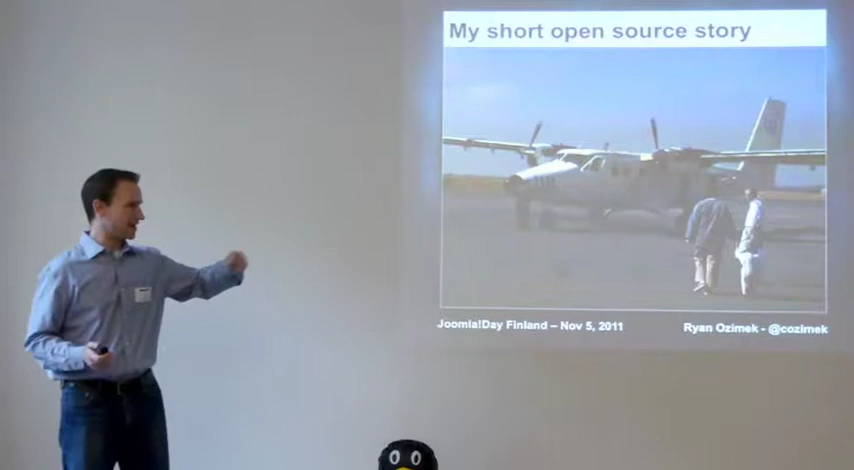 My short open source story
Joomla!Day Finland – Nov 5, 2011
Ryan Ozimek - @cozimek